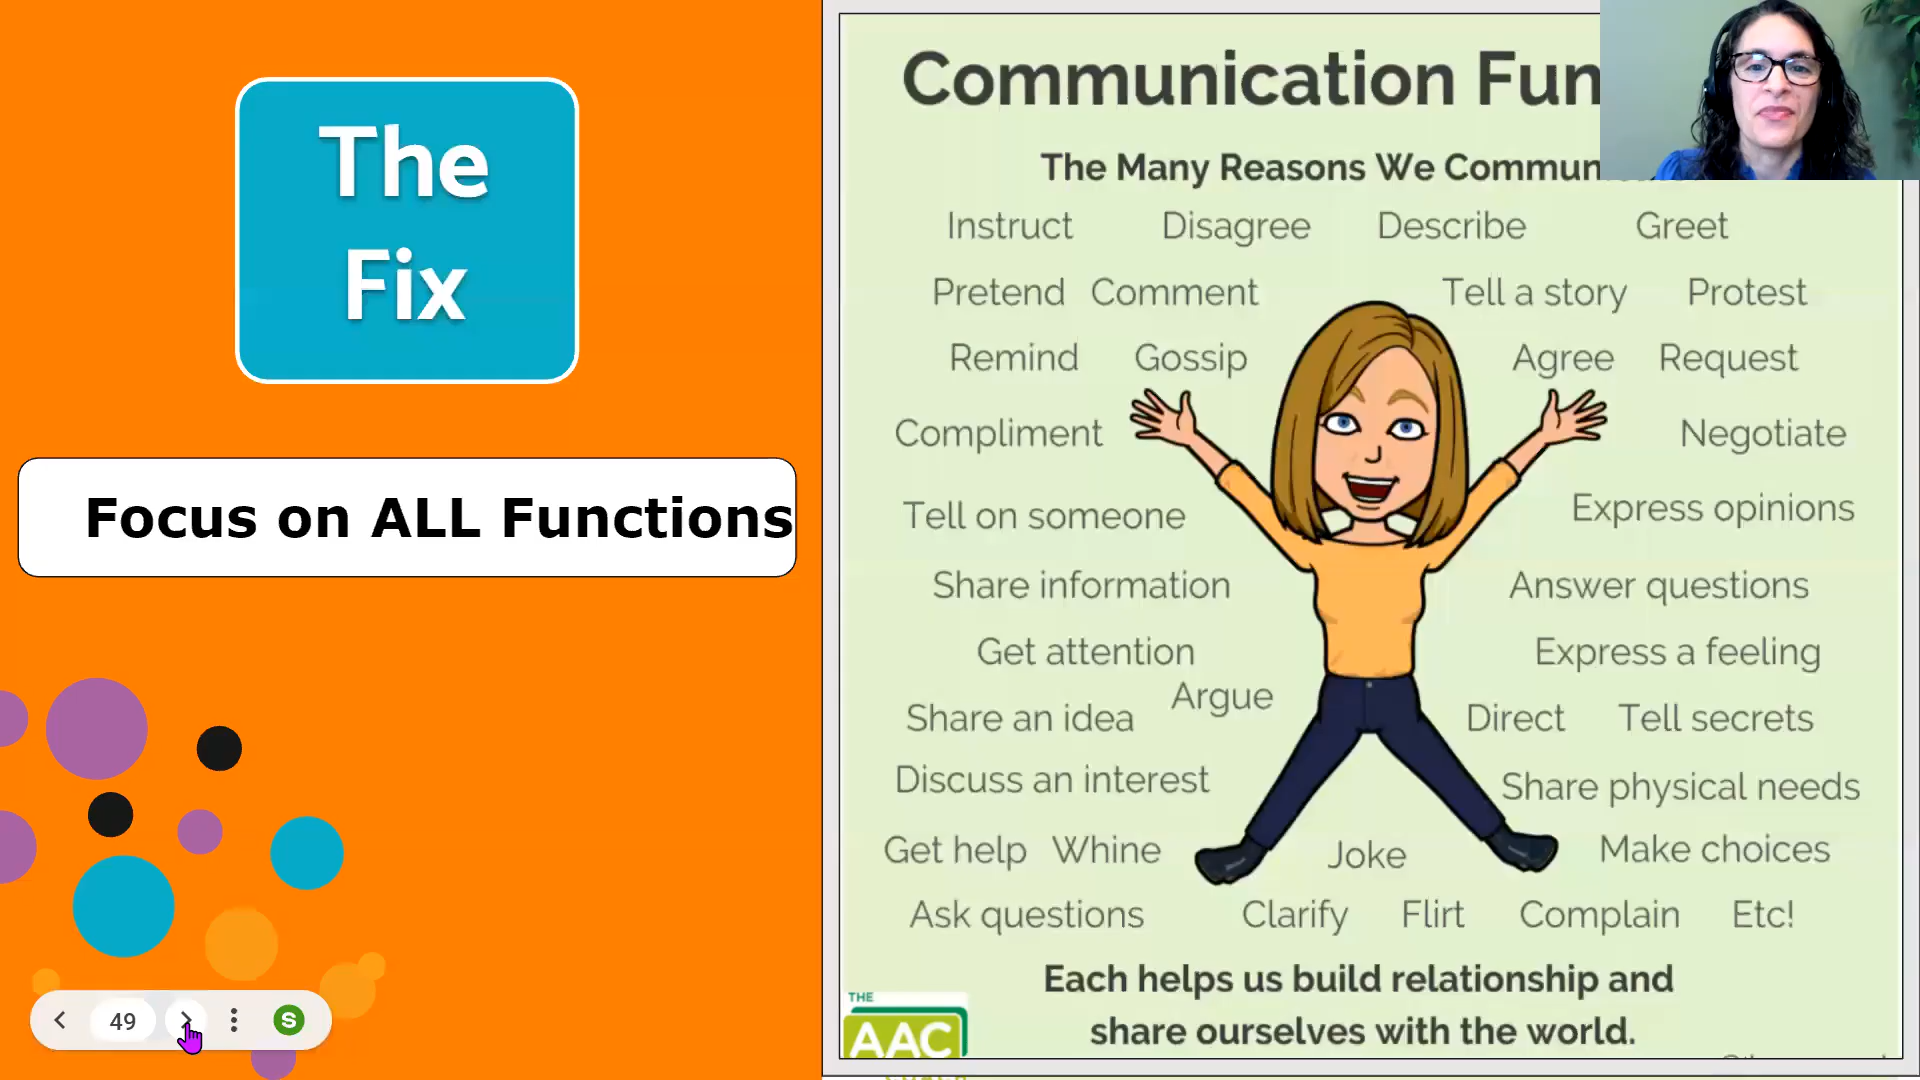 The
Fix
Focus on ALL Functions
49
S
Communication Fun
The Many Reasons We Commun
Instruct Disagree Describe Greet
Pretend Comment Tell a story Protest
Remind Gossip Agree Request
Compliment Negotiate
Tell on someone Express opinions
Share information Answer questions
Get attention Express a feeling
Argue
Share an idea Direct Tell secrets
Discuss an interest Share physical needs
Get help Whine Joke Make choices
Ask questions Clarify Flirt Complain Etc!
Each helps us build relationship and
share ourselves with the world.
THE
AAC